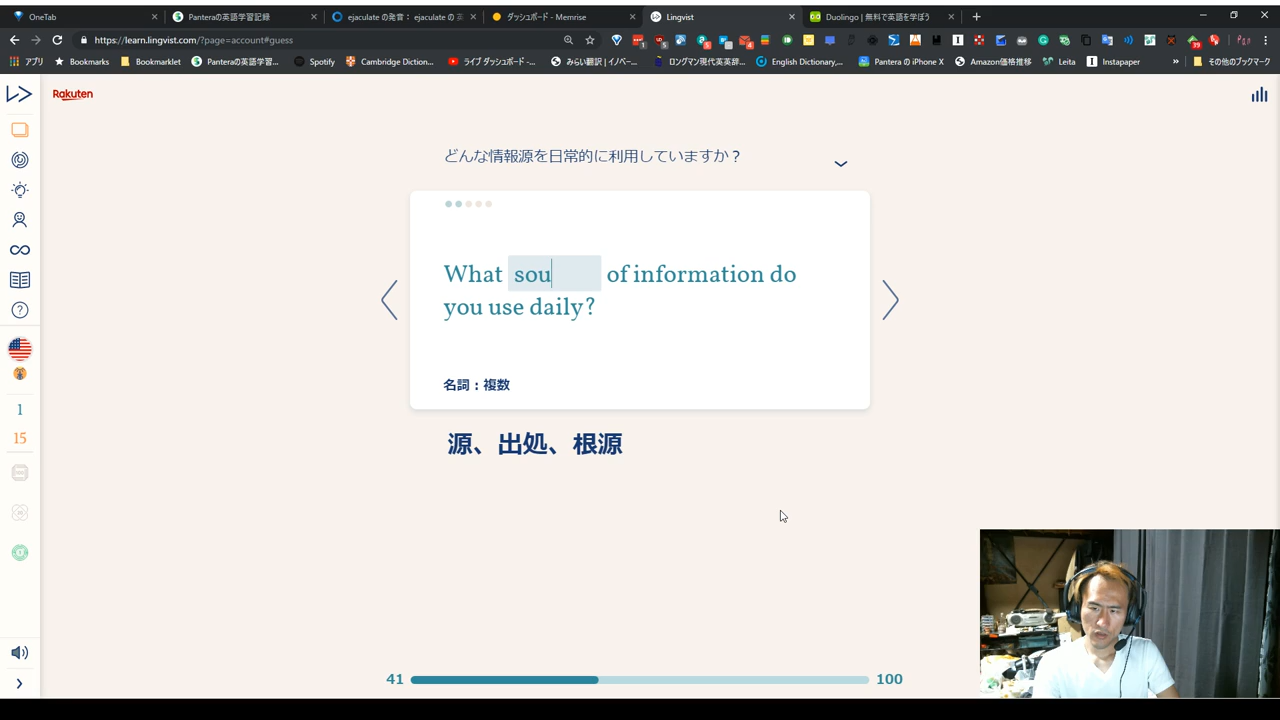 OneTab
Panteraの英語学習記録
ejaculate の発音： ejaculate の 英
ダッシュボード - Memrise
Lingvist
Duolingo | 無料で英語を学ぼう
https://learn.lingvist.com/?page=account#guess
アプリ
Bookmarks
Bookmarklet
Panteraの英語学習...
Spotify
Cambridge Diction...
ライブ ダッシュボード -...
みらい翻訳 | イノベー...
ロングマン現代英英辞...
English Dictionary,...
Pantera の iPhone X
Amazon価格推移
Leita
Instapaper
»
その他のブックマーク
Rakuten
どんな情報源を日常的に利用していますか？
What sou of information do
you use daily?
名詞：複数
源、出処、根源
1
15
41
100